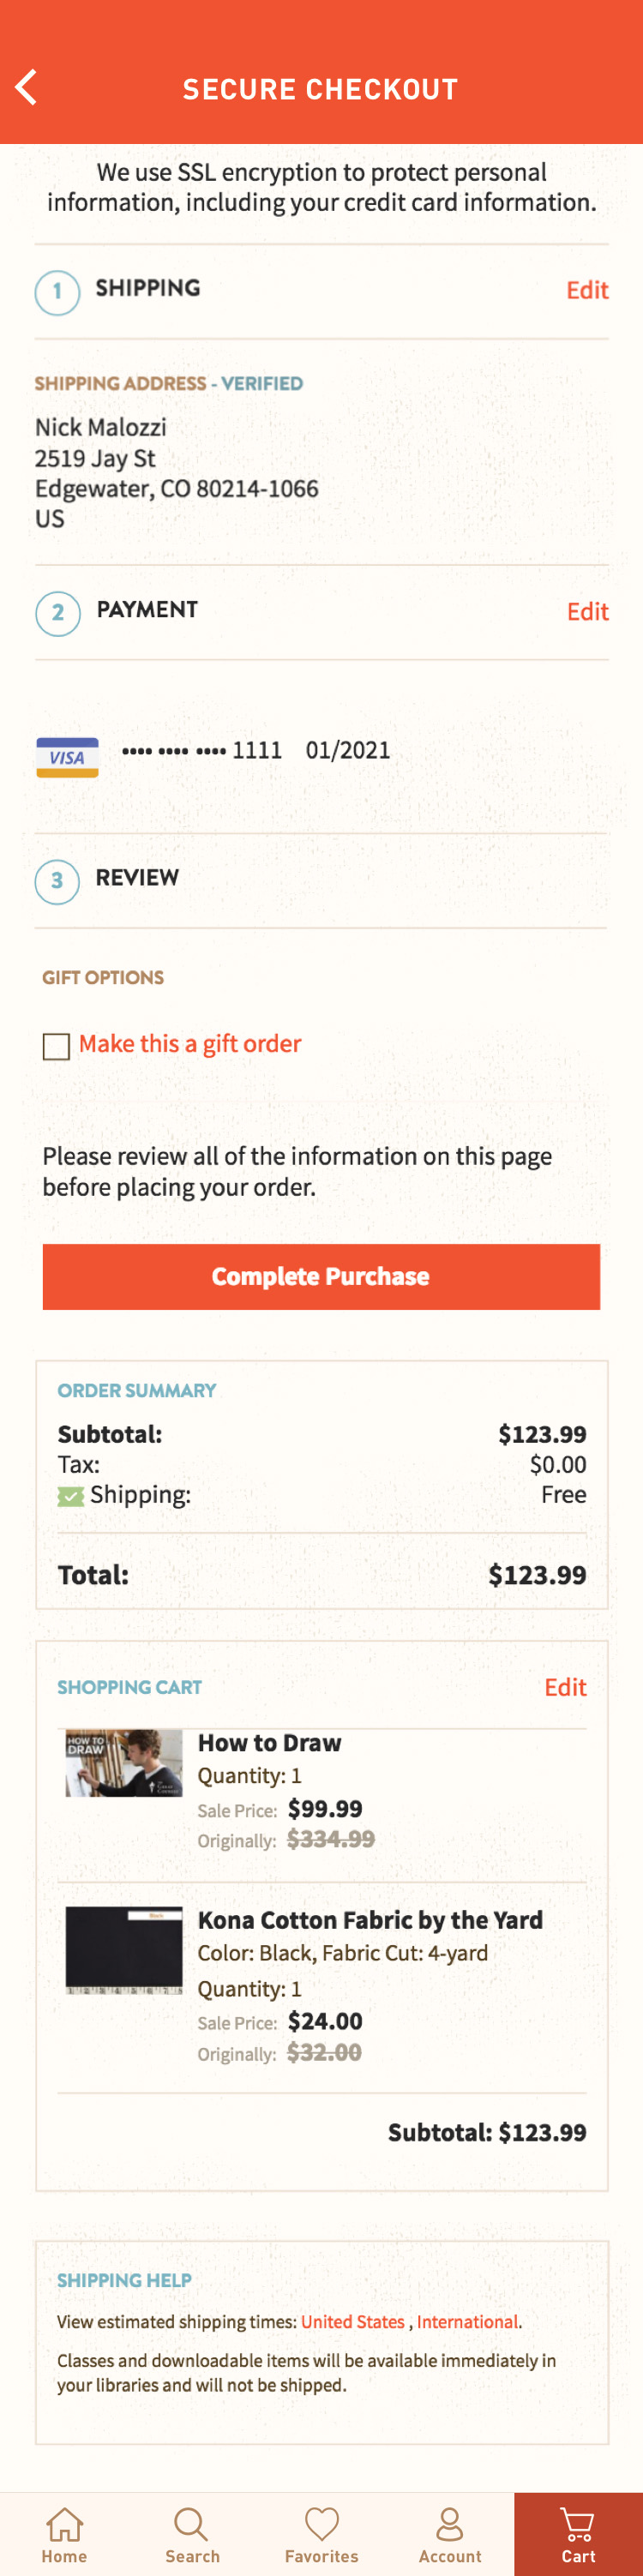 SECURE CHECKOUT
We use SSL encryption to protect personal
information, including your credit card information.
1 SHIPPING Edit
SHIPPING ADDRESS - VERIFIED
Nick Malozzi
2519 Jay St
Edgewater, CO 80214-1066
US
2 PAYMENT Edit
VISA •••• •••• •••• 1111 01/2021
3 REVIEW
GIFT OPTIONS
Make this a gift order
Please review all of the information on this page
before placing your order.
Complete Purchase
ORDER SUMMARY
Subtotal: $123.99
Tax: $0.00
Shipping: Free
Total: $123.99
SHOPPING CART Edit
HOW TO
DRAW
How to Draw
Quantity: 1
Sale Price: $99.99
Originally: $334.99
Black
Kona Cotton Fabric by the Yard
Color: Black, Fabric Cut: 4-yard
Quantity: 1
Sale Price: $24.00
Originally: $32.00
Subtotal: $123.99
SHIPPING HELP
View estimated shipping times: United States , International.
Classes and downloadable items will be available immediately in
your libraries and will not be shipped.
Home Search Favorites Account Cart